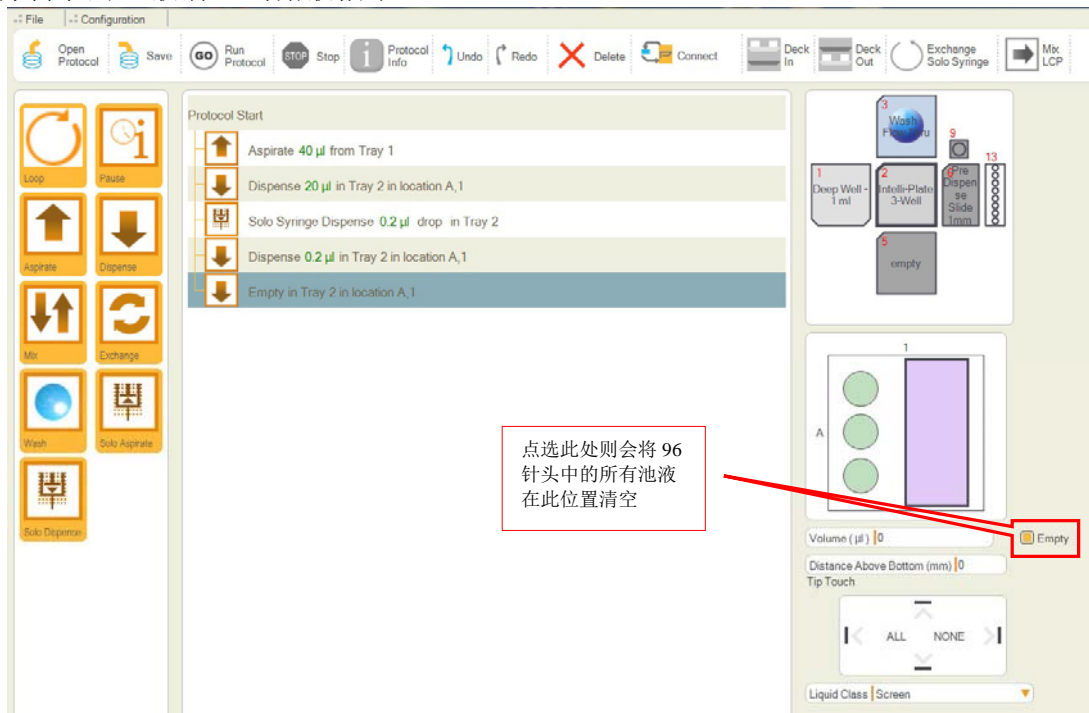 File Configuration
Open Protocol Save GO Run Protocol STOP Stop Protocol Info Undo Redo Delete Connect Deck In Deck Out Exchange Solo Syringe Mix LCP
Loop Pause
Aspirate Dispense
Mix Exchange
Wash Solo Aspirate
Solo Dispense
Protocol Start
Aspirate 40 µl from Tray 1
Dispense 20 µl in Tray 2 in location A,1
Solo Syringe Dispense 0.2 µl drop in Tray 2
Dispense 0.2 µl in Tray 2 in location A,1
Empty in Tray 2 in location A,1
3
Wash
9
13
1
Deep Well -
1 ml
2
Intelli-Plate
3-Well
Pre
Dispen
se
Slide
1mm
5
empty
1
A
点选此处则会将 96
针头中的所有池液
在此位置清空
Volume ( µl ) 0
Empty
Distance Above Bottom (mm) 0
Tip Touch
ALL NONE
Liquid Class Screen